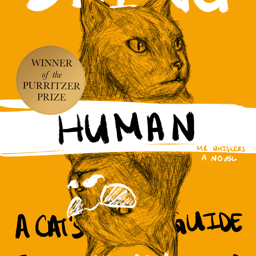 WINNER
of the
PURRITZER
PRIZE
HUMAN
MR WHISKERS
A NOVEL
A CAT'S GUIDE